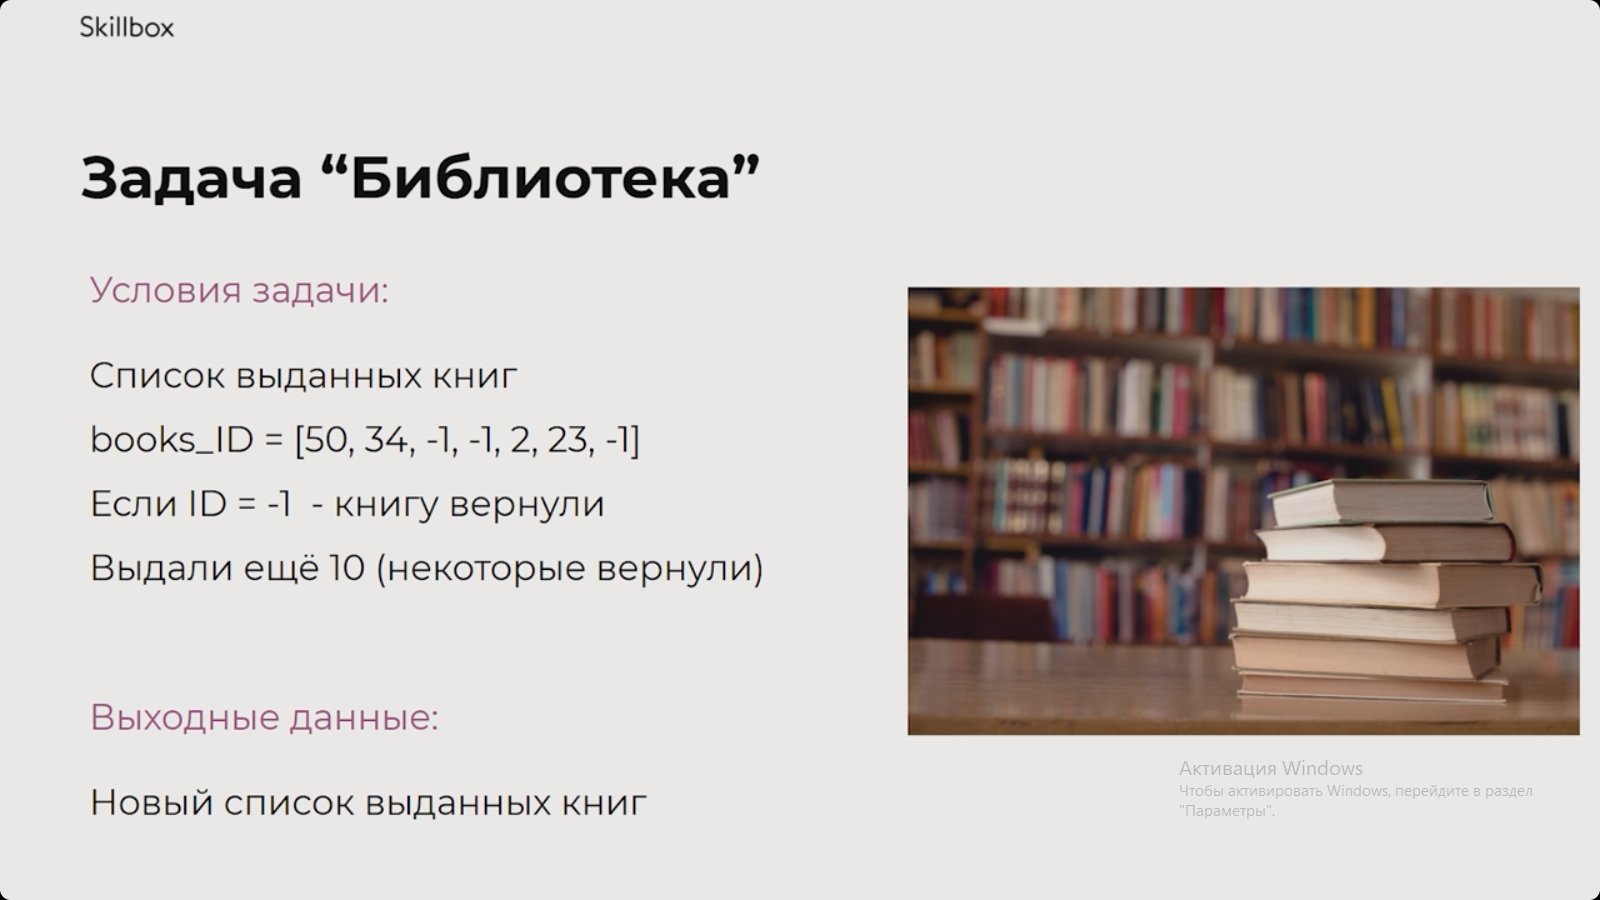 Skillbox
Задача “Библиотека”
Условия задачи:
Список выданных книг
books_ID = [50, 34, -1, -1, 2, 23, -1]
Если ID = -1  - книгу вернули
Выдали ещё 10 (некоторые вернули)
Выходные данные:
Новый список выданных книг
Активация Windows
Чтобы активировать Windows, перейдите в раздел
"Параметры".